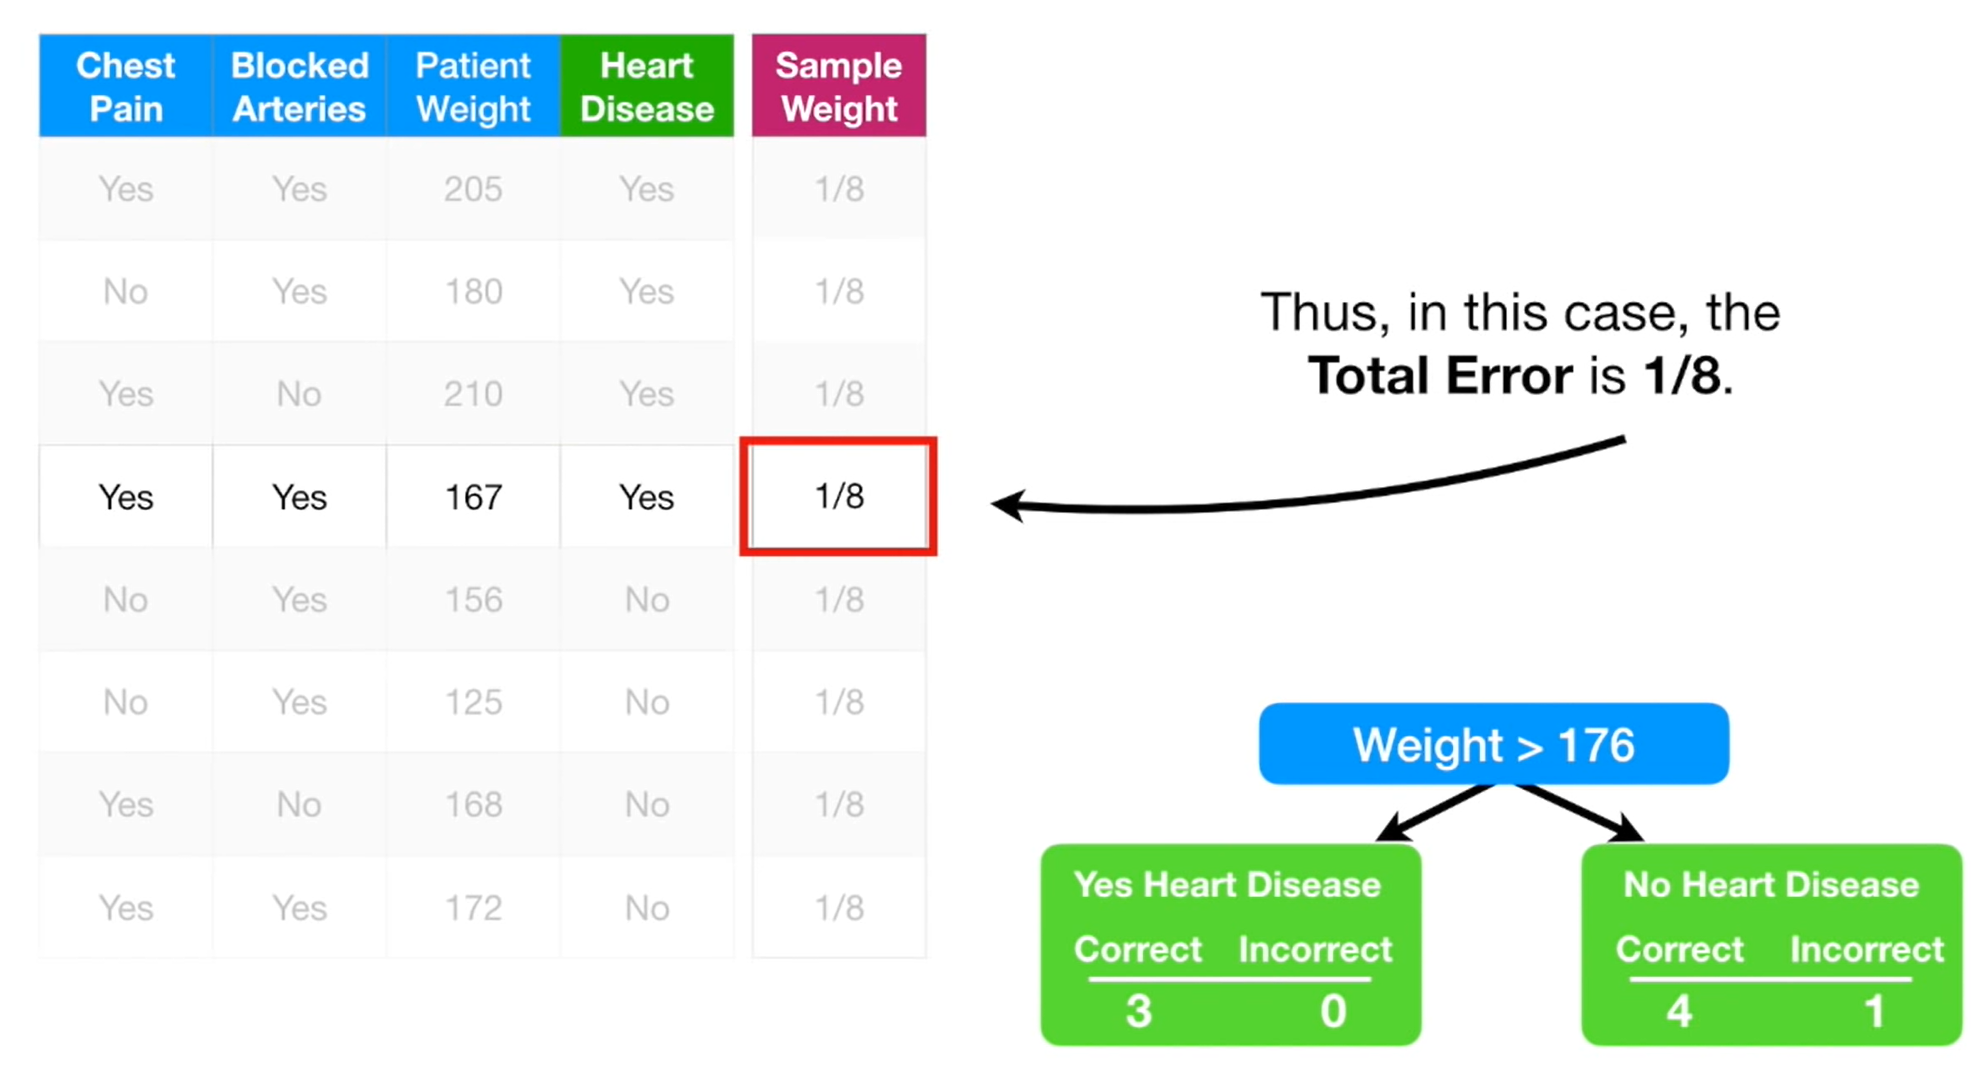 Chest Pain Blocked Arteries Patient Weight Heart Disease Sample Weight
Yes Yes 205 Yes 1/8
No Yes 180 Yes 1/8
Yes No 210 Yes 1/8
Yes Yes 167 Yes 1/8
No Yes 156 No 1/8
No Yes 125 No 1/8
Yes No 168 No 1/8
Yes Yes 172 No 1/8
Thus, in this case, the
Total Error is 1/8.
Weight > 176
Yes Heart Disease
Correct Incorrect
3 0
No Heart Disease
Correct Incorrect
4 1